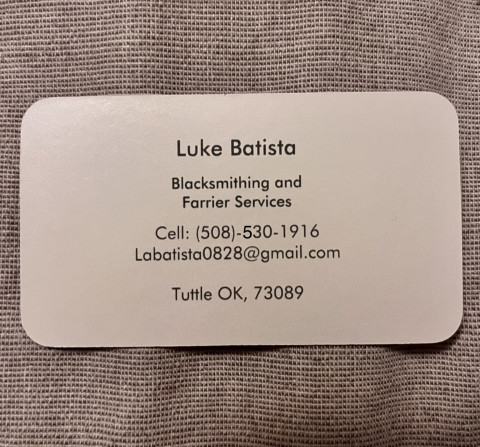 Luke Batista
Blacksmithing and
Farrier Services
Cell: (508)-530-1916
Labatista0828@gmail.com
Tuttle OK, 73089